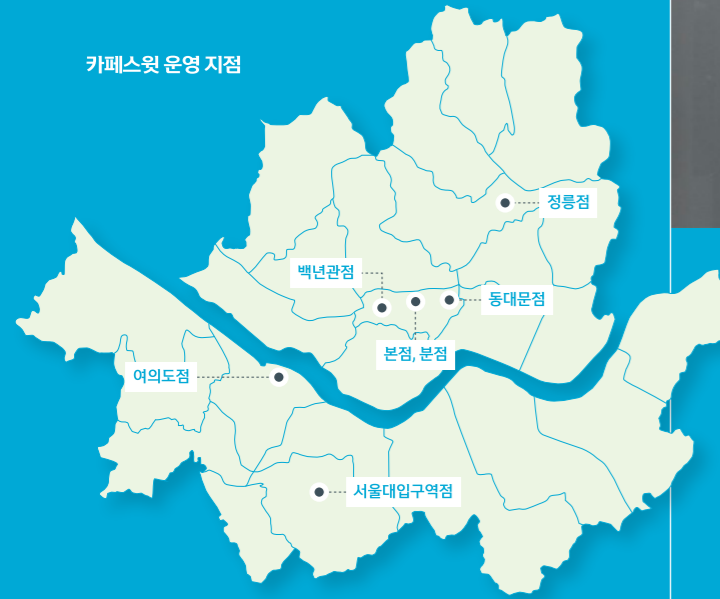 카페스윗 운영 지점
정릉점
백년관점
동대문점
본점, 분점
여의도점
서울대입구역점